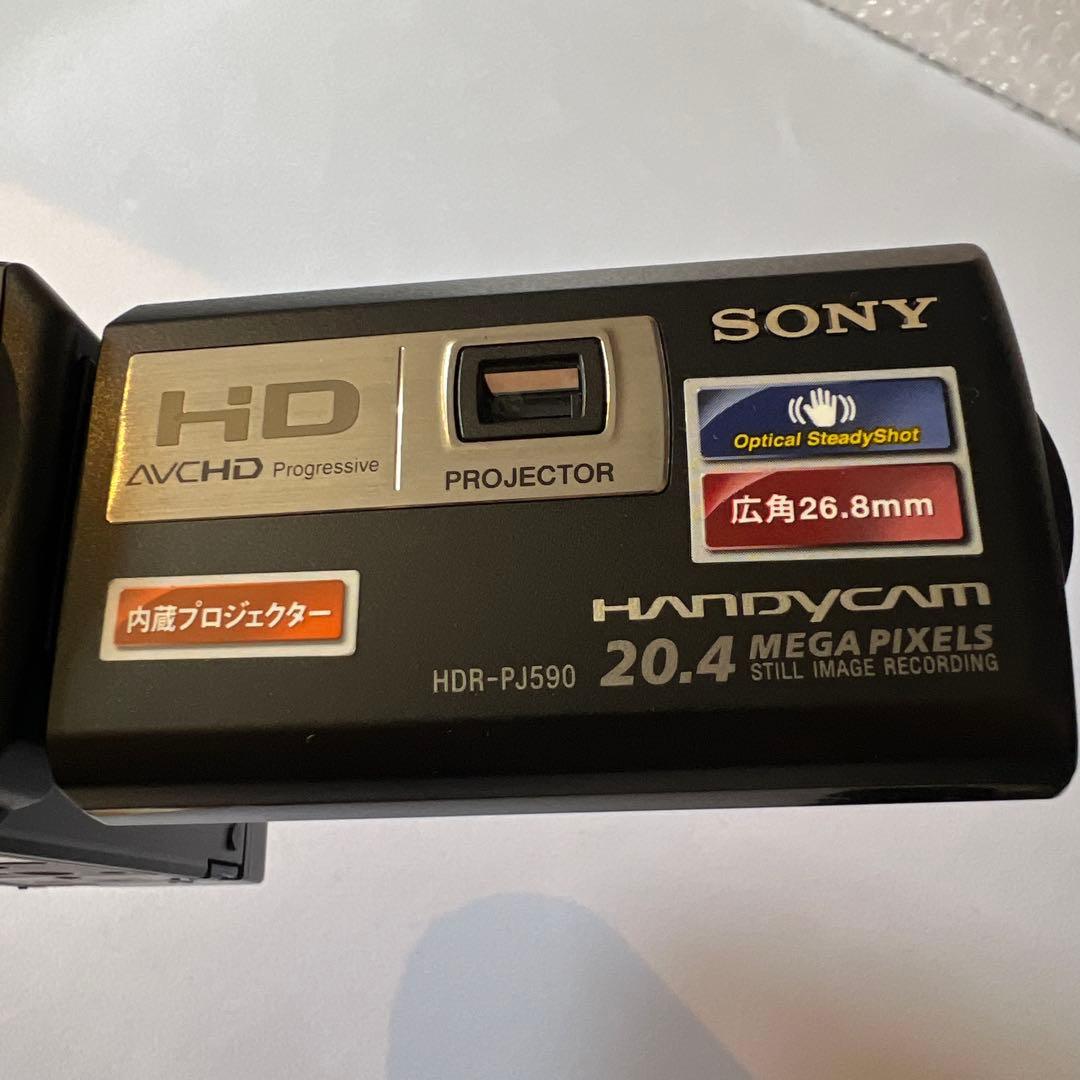 SONY
HD
AVCHD Progressive
PROJECTOR
Optical SteadyShot
広角26.8mm
内蔵プロジェクター
HANDYCAM
HDR-PJ590
20.4 MEGA PIXELS
STILL IMAGE RECORDING